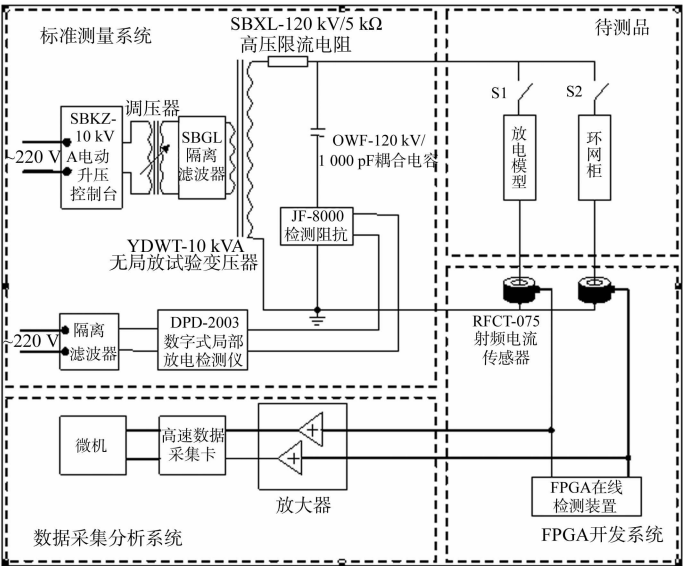 标准测量系统
SBXL-120 kV/5 kΩ
高压限流电阻
待测品
调压器
SBKZ-
10 kV
A电动
升压
控制台
~220 V
SBGL
隔离
滤波器
OWF-120 kV/
1 000 pF耦合电容
S1
S2
放电模型
环网柜
JF-8000
检测阻抗
YDWT-10 kVA
无局放试验变压器
~220 V
隔离
滤波器
DPD-2003
数字式局部
放电检测仪
RFCT-075
射频电流
传感器
微机
高速数据
采集卡
放大器
FPGA在线
检测装置
数据采集分析系统
FPGA开发系统